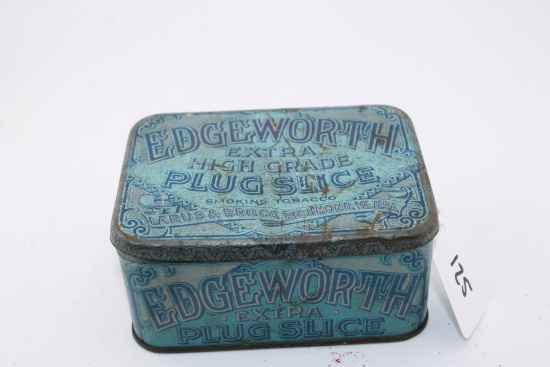 EDGEWORTH
EXTRA
HIGH GRADE
PLUG SLICE
SMOKING TOBACCO
LARUS & BRO.CO. RICHMOND, VA. U.S.A.
EDGEWORTH
EXTRA
PLUG SLICE
125